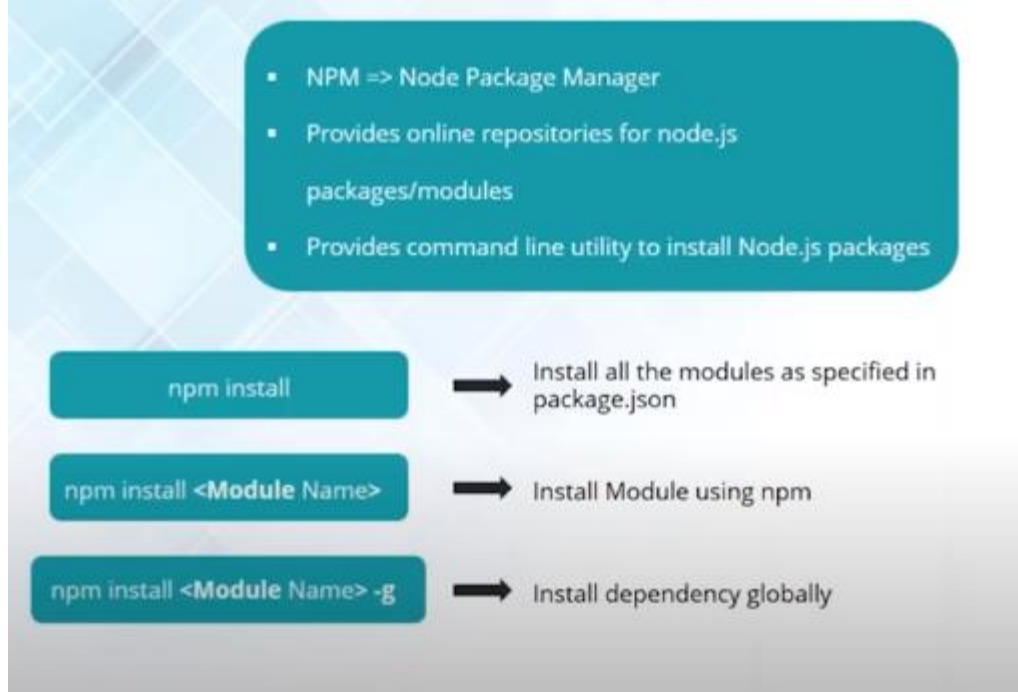 ▪ NPM => Node Package Manager
▪ Provides online repositories for node.js
packages/modules
▪ Provides command line utility to install Node.js packages
npm install
Install all the modules as specified in
package.json
npm install <Module Name>
Install Module using npm
npm install <Module Name> -g
Install dependency globally